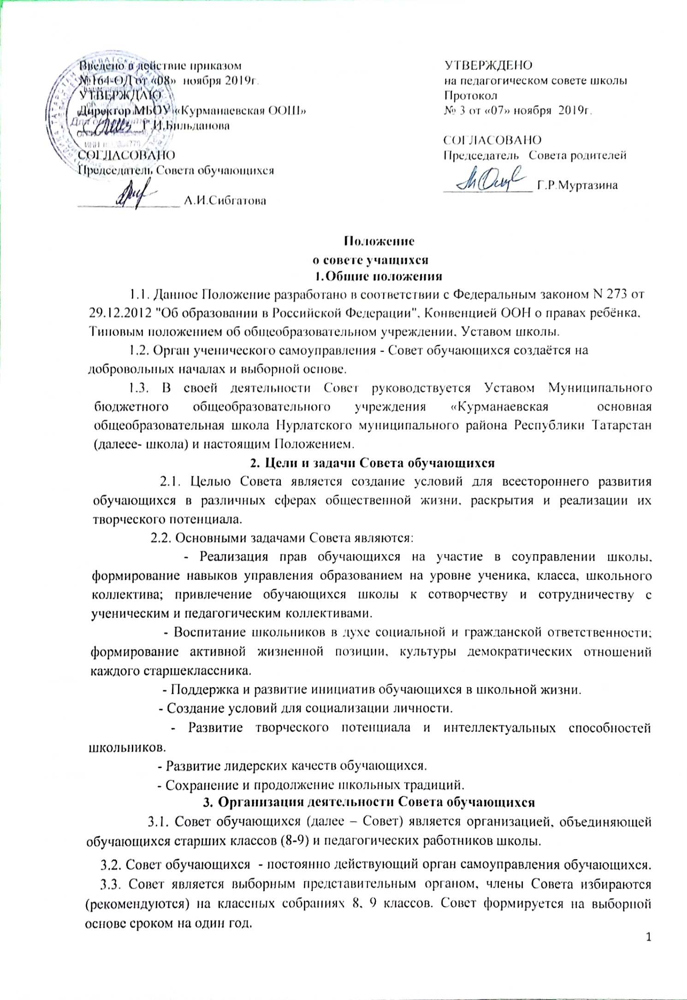 Введено в действие приказом
№164-ОД от «08» ноября 2019г.
УТВЕРЖДАЮ
Директор МБОУ «Курманаевская ООШ»
Г.И.Бильданова
СОГЛАСОВАНО
Председатель Совета обучающихся
А.И.Сибгатова
УТВЕРЖДЕНО
на педагогическом совете школы
Протокол
№ 3 от «07» ноября 2019г.
СОГЛАСОВАНО
Председатель Совета родителей
Г.Р.Муртазина
Положение
о совете учащихся
1.Общие положения
1.1. Данное Положение разработано в соответствии с Федеральным законом N 273 от
29.12.2012 "Об образовании в Российской Федерации", Конвенцией ООН о правах ребёнка,
Типовым положением об общеобразовательном учреждении, Уставом школы.
1.2. Орган ученического самоуправления - Совет обучающихся создаётся на
добровольных началах и выборной основе.
1.3. В своей деятельности Совет руководствуется Уставом Муниципального
бюджетного общеобразовательного учреждения «Курманаевская основная
общеобразовательная школа Нурлатского муниципального района Республики Татарстан
(далеее- школа) и настоящим Положением.
2. Цели и задачи Совета обучающихся
2.1. Целью Совета является создание условий для всестороннего развития
обучающихся в различных сферах общественной жизни, раскрытия и реализации их
творческого потенциала.
2.2. Основными задачами Совета являются:
- Реализация прав обучающихся на участие в соуправлении школы,
формирование навыков управления образованием на уровне ученика, класса, школьного
коллектива; привлечение обучающихся школы к сотворчеству и сотрудничеству с
ученическим и педагогическим коллективами.
- Воспитание школьников в духе социальной и гражданской ответственности;
формирование активной жизненной позиции, культуры демократических отношений
каждого старшеклассника.
- Поддержка и развитие инициатив обучающихся в школьной жизни.
- Создание условий для социализации личности.
- Развитие творческого потенциала и интеллектуальных способностей
школьников.
- Развитие лидерских качеств обучающихся.
- Сохранение и продолжение школьных традиций.
3. Организация деятельности Совета обучающихся
3.1. Совет обучающихся (далее – Совет) является организацией, объединяющей
обучающихся старших классов (8-9) и педагогических работников школы.
3.2. Совет обучающихся - постоянно действующий орган самоуправления обучающихся.
3.3. Совет является выборным представительным органом, члены Совета избираются
(рекомендуются) на классных собраниях 8, 9 классов. Совет формируется на выборной
основе сроком на один год.
1